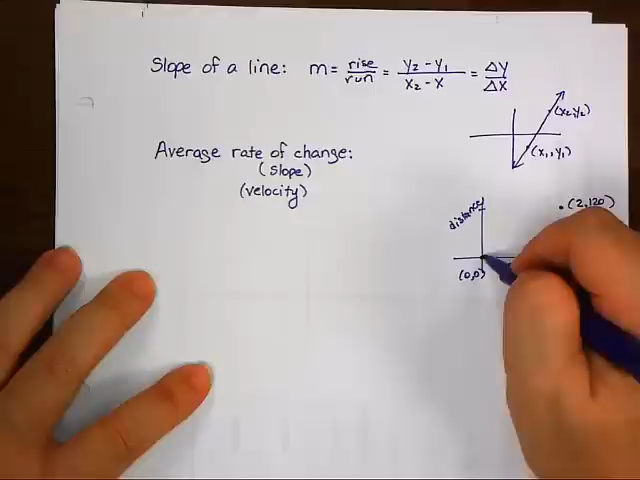 Slope of a line: m = rise/run = y₂ - y₁ / x₂ - x = Δy/Δx
(x₂, y₂)
(x₁, y₁)
Average rate of change:
(slope)
(velocity)
distance
(2, 120)
(0,0)